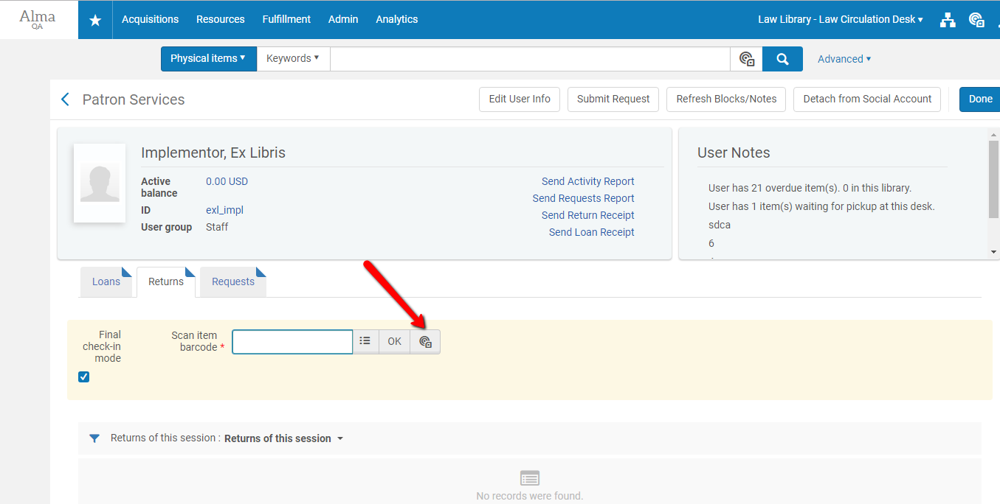 Alma
QA
Acquisitions Resources Fulfillment Admin Analytics Law Library - Law Circulation Desk
Physical items Keywords Advanced
Patron Services Edit User Info Submit Request Refresh Blocks/Notes Detach from Social Account Done
Implementor, Ex Libris
Active balance 0.00 USD
ID exl_impl
User group Staff
Send Activity Report
Send Requests Report
Send Return Receipt
Send Loan Receipt
User Notes
User has 21 overdue item(s). 0 in this library.
User has 1 item(s) waiting for pickup at this desk.
sdca
6
Loans Returns Requests
Final
check-in
mode
Scan item
barcode *
OK
Returns of this session : Returns of this session
No records were found.